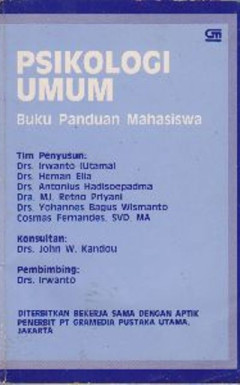 GM
PSIKOLOGI
UMUM
Buku Panduan Mahasiswa
Tim Penyusun:
Drs. Irwanto (Utama)
Drs. Heman Elia
Drs. Antonius Hadisoepadma
Dra. MJ. Retno Priyani
Drs. Yohannes Bagus Wismanto
Cosmas Fernandes, SVD, MA
Konsultan:
Drs. John W. Kandou
Pembimbing:
Drs. Irwanto
DITERBITKAN BEKERJA SAMA DENGAN APTIK
PENERBIT PT GRAMEDIA PUSTAKA UTAMA,
JAKARTA